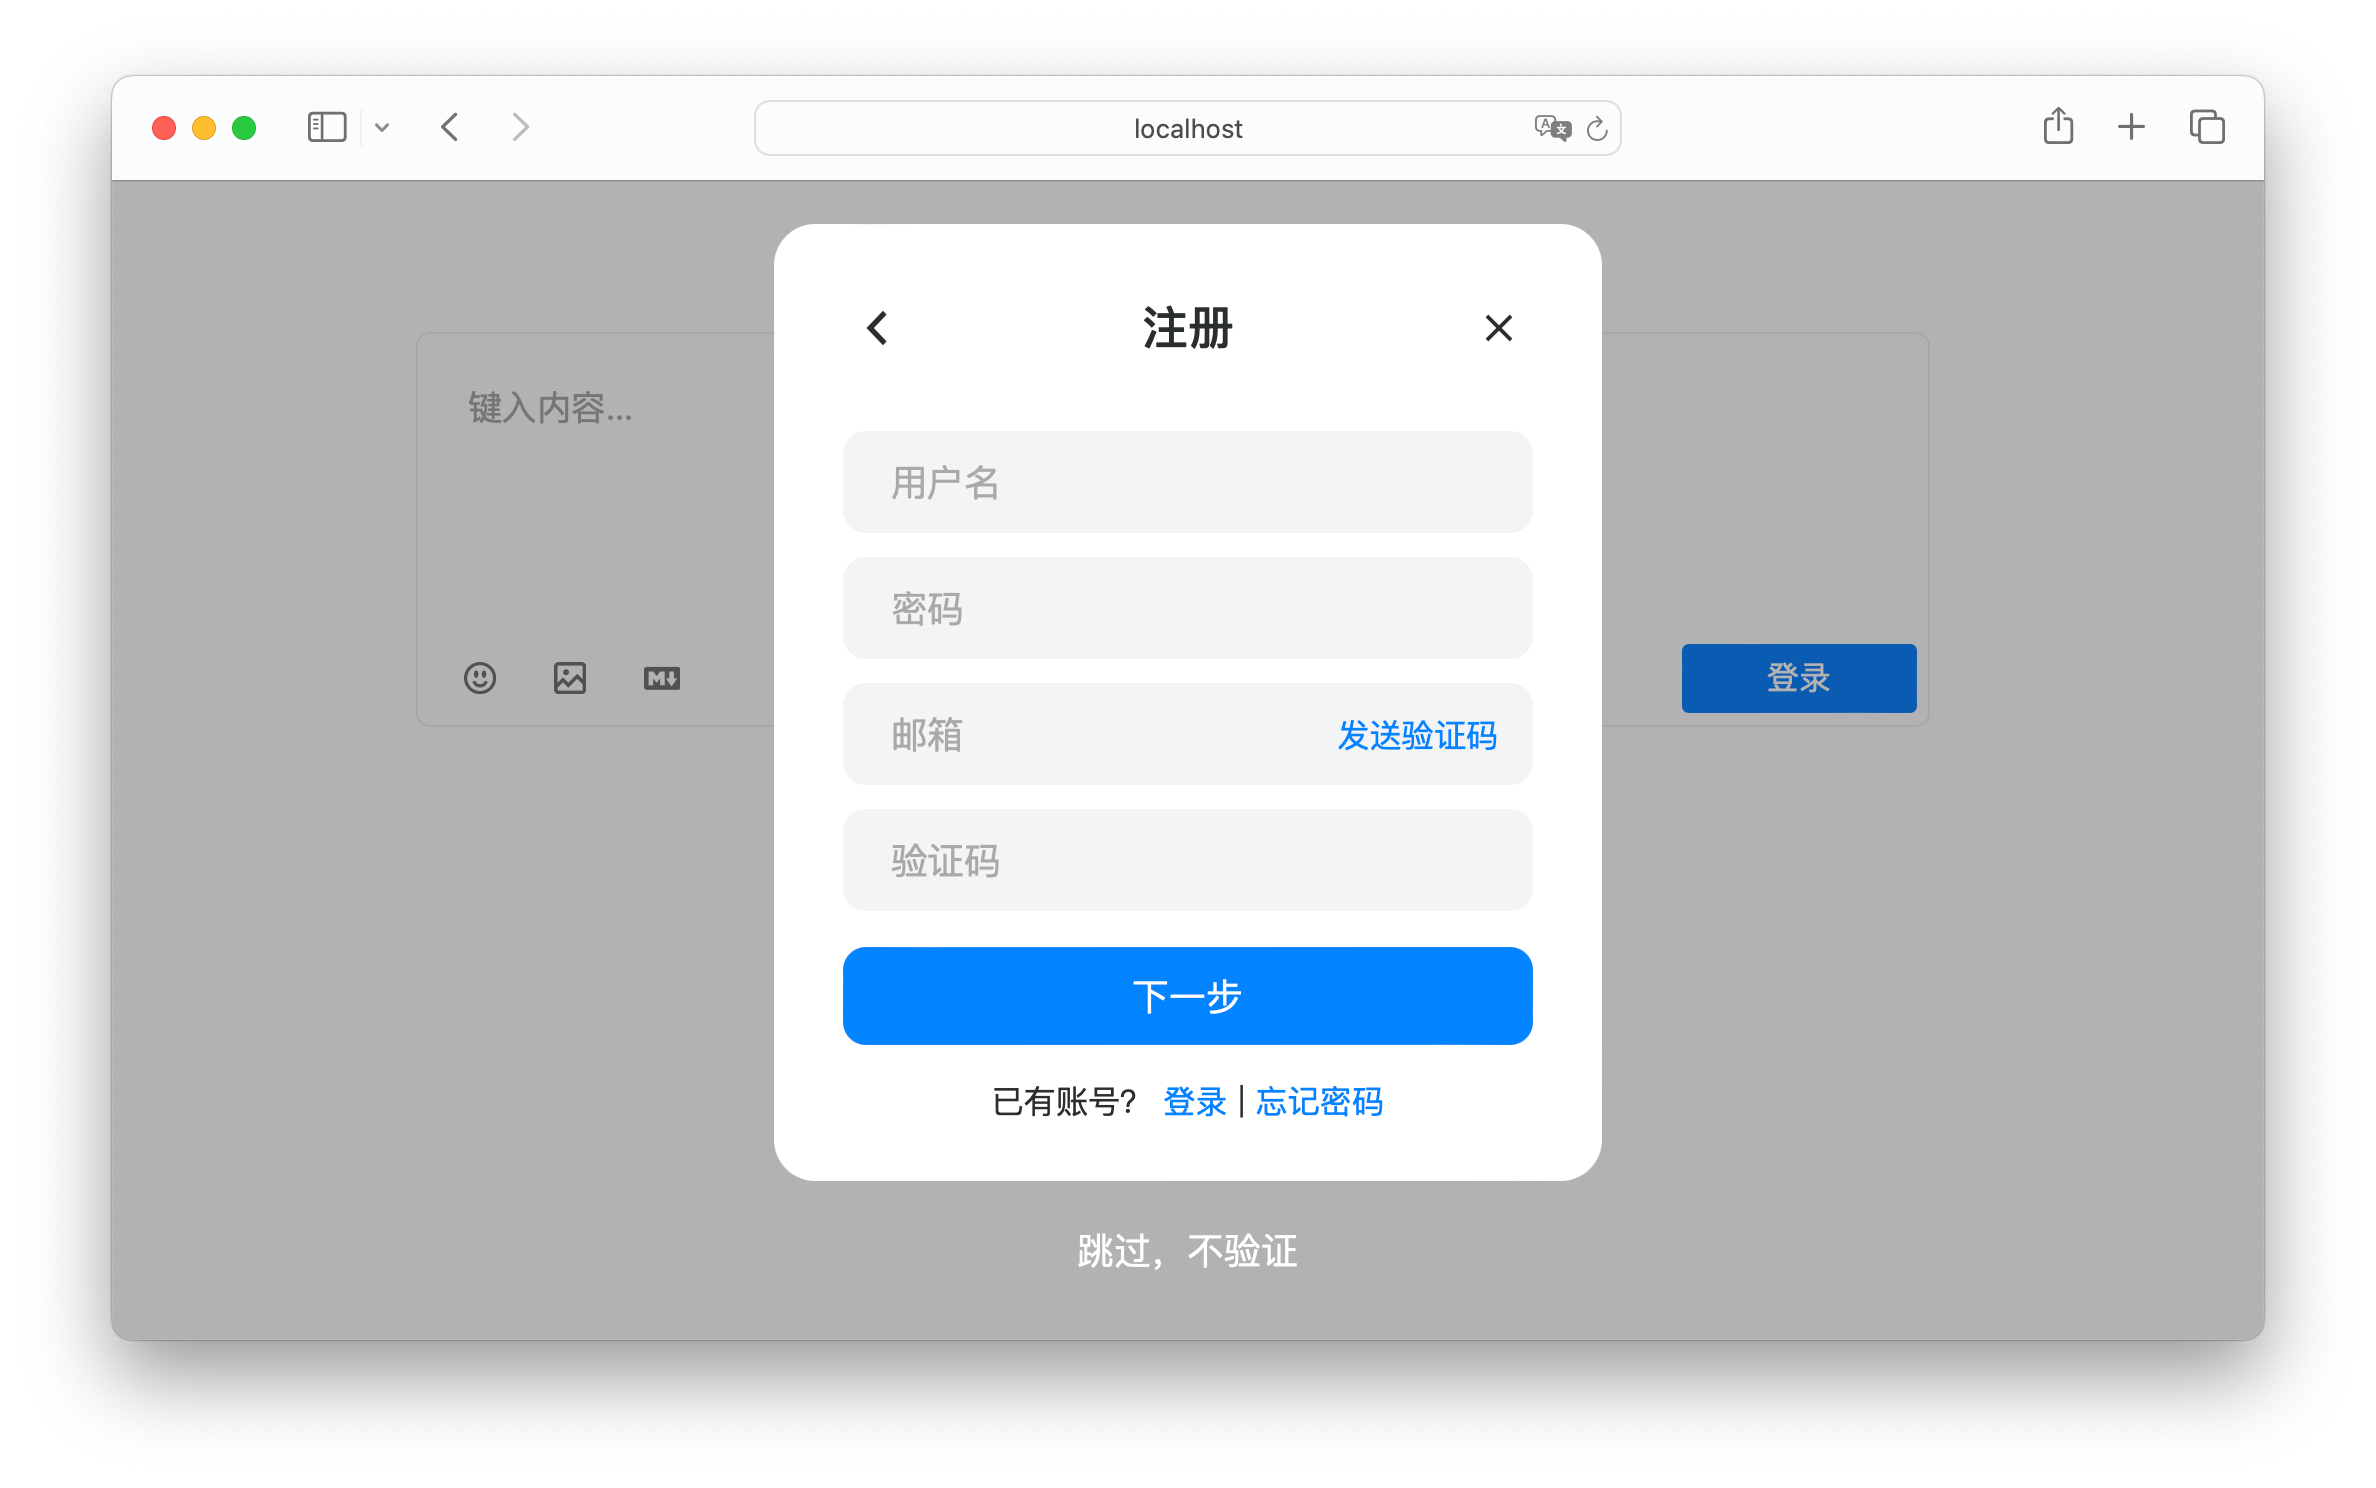 localhost
注册
键入内容...
用户名
密码
M
登录
邮箱
发送验证码
验证码
下一步
已有账号? 登录 | 忘记密码
跳过，不验证